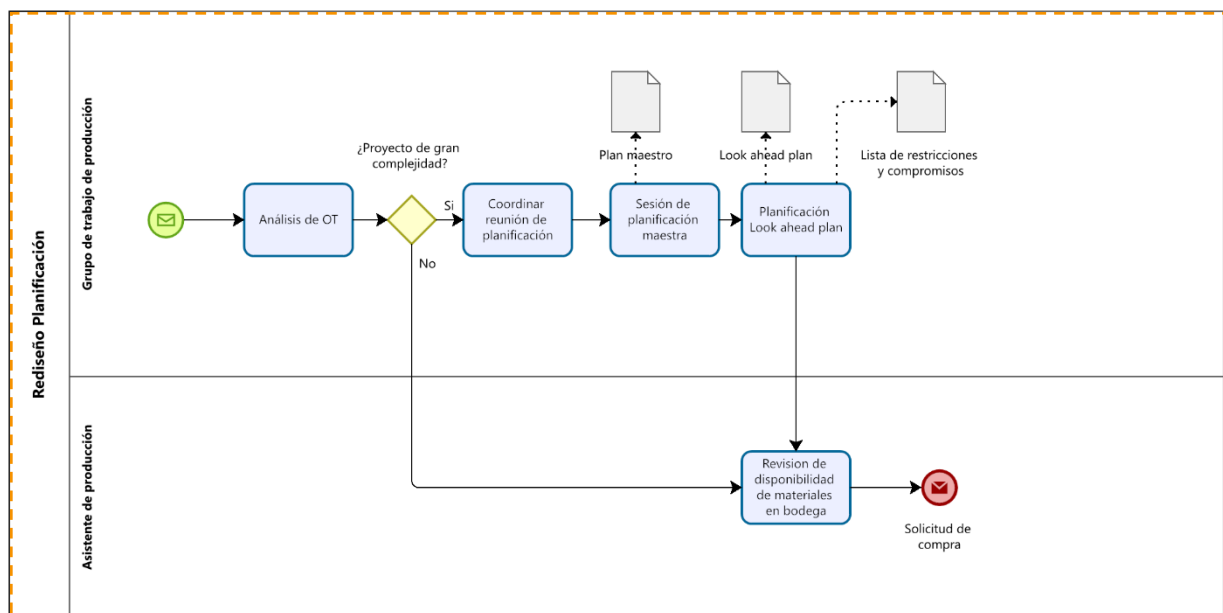 Rediseño Planificación
Grupo de trabajo de producción
¿Proyecto de gran
complejidad?
Plan maestro
Look ahead plan
Lista de restricciones
y compromisos
Análisis de OT
Si
Coordinar
reunión de
planificación
Sesión de
planificación
maestra
Planificación
Look ahead plan
No
Asistente de producción
Revision de
disponibilidad
de materiales
en bodega
Solicitud de
compra